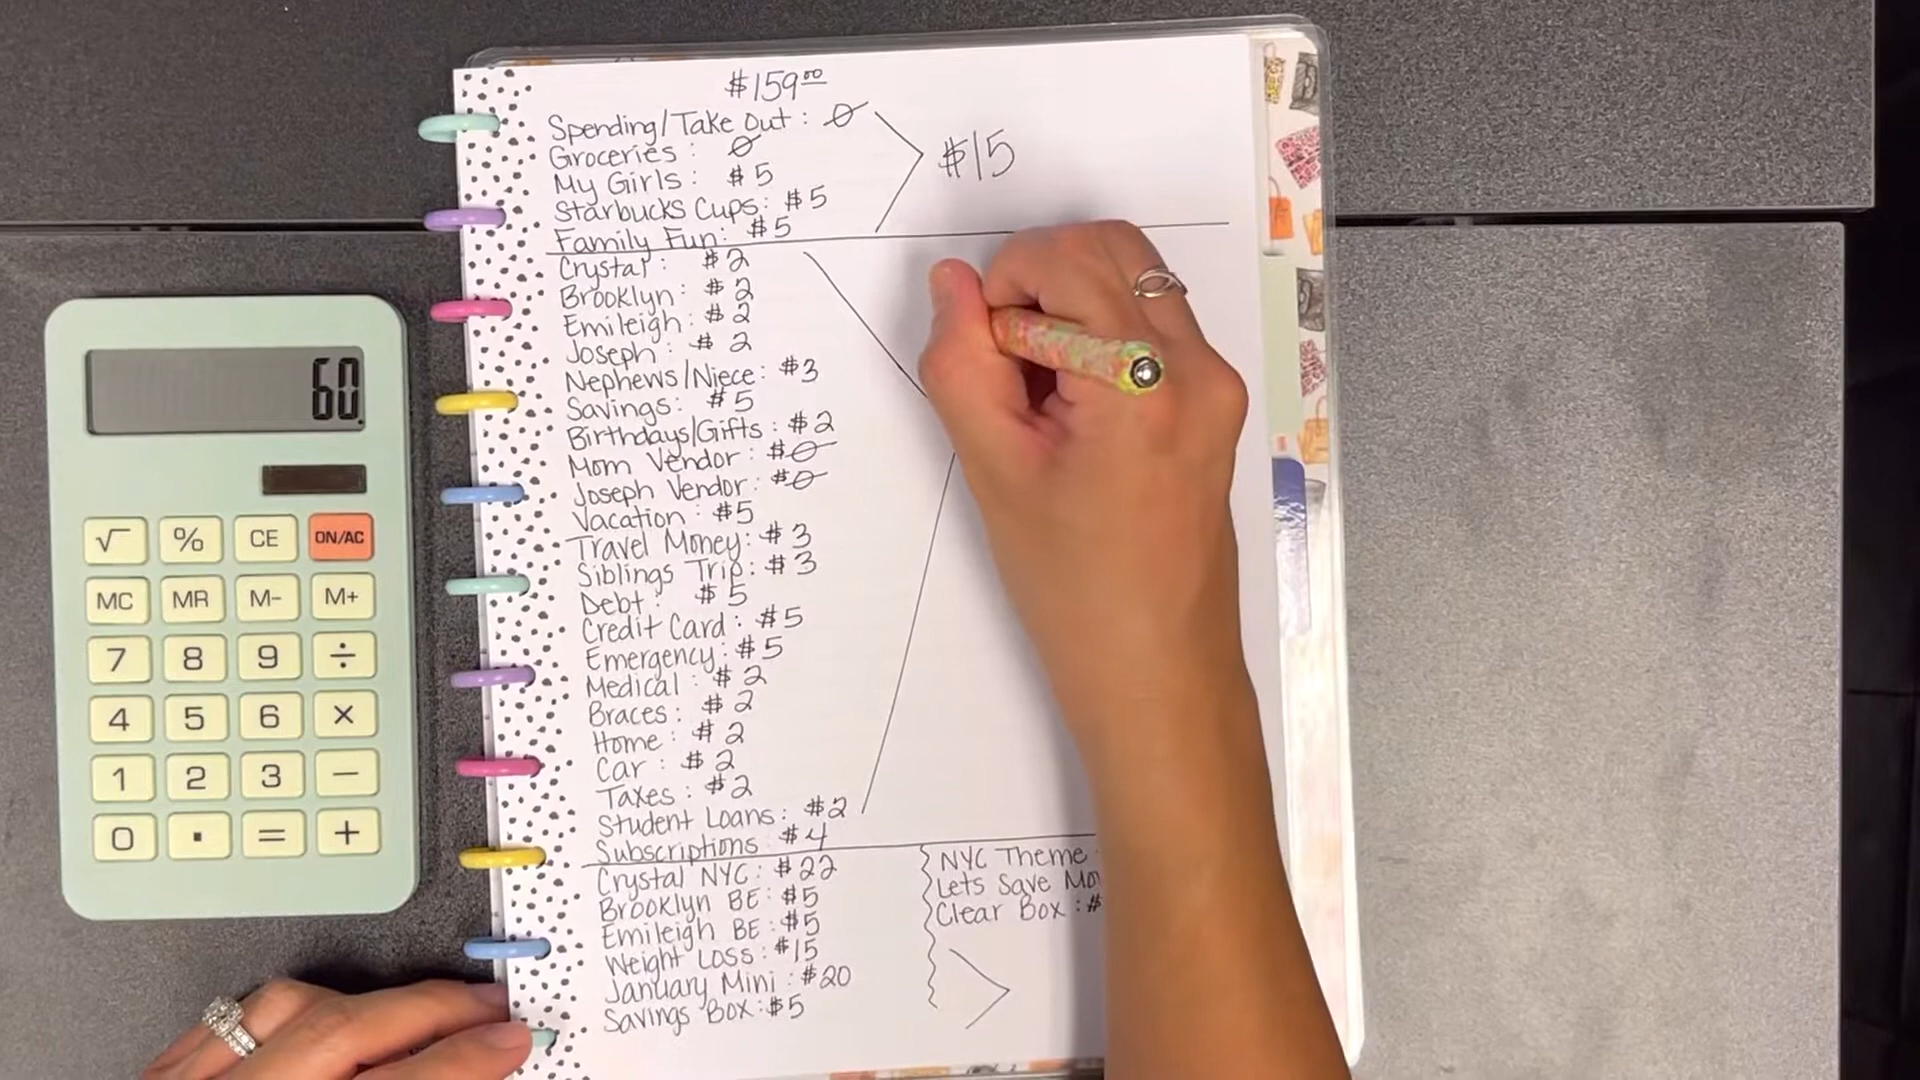 $159.00
Spending/Take Out : 0
Groceries : 0
My Girls : $5
Starbucks Cups: $5
Family Fun: $5
$15
Crystal : $2
Brooklyn : $2
Emileigh : $2
Joseph : $2
Nephews/Niece : $3
Savings : $5
Birthdays/Gifts : $2
Mom Vendor : $0
Joseph Vendor : $0
Vacation : $5
Travel Money : $3
Siblings Trip : $3
Debt : $5
Credit Card : $5
Emergency : $5
Medical : $2
Braces : $2
Home : $2
Car : $2
Taxes : $2
Student Loans : $2
Subscriptions : $4
Crystal NYC : $22
Brooklyn BE : $5
Emileigh BE : $5
Weight Loss : $15
January Mini : $20
Savings Box : $5
NYC Theme
Lets Save
Clear Box : $
60.
√ % CE ON/AC
MC MR M- M+
7 8 9 ÷
4 5 6 ×
1 2 3 −
0 . = +